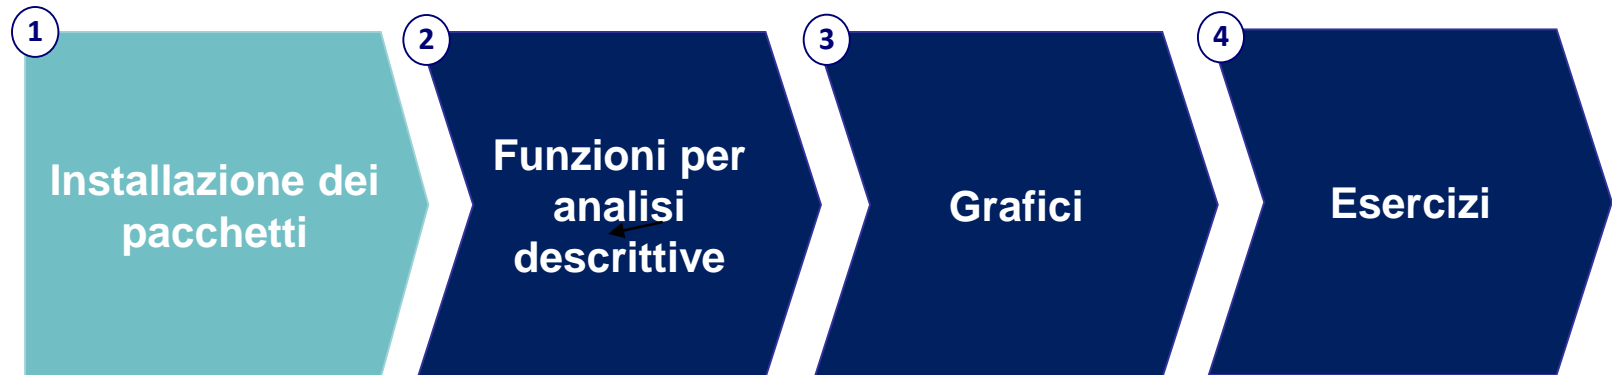 1
Installazione dei
pacchetti
2
Funzioni per
analisi
descrittive
3
Grafici
4
Esercizi